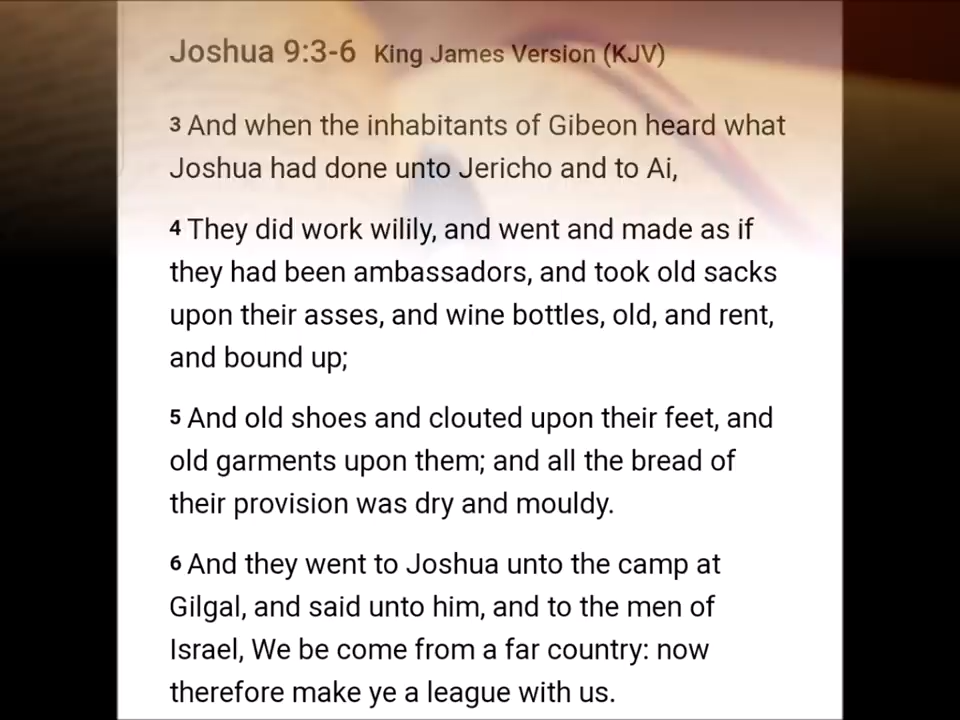 Joshua 9:3-6 King James Version (KJV)
3 And when the inhabitants of Gibeon heard what
Joshua had done unto Jericho and to Ai,
4 They did work wilily, and went and made as if
they had been ambassadors, and took old sacks
upon their asses, and wine bottles, old, and rent,
and bound up;
5 And old shoes and clouted upon their feet, and
old garments upon them; and all the bread of
their provision was dry and mouldy.
6 And they went to Joshua unto the camp at
Gilgal, and said unto him, and to the men of
Israel, We be come from a far country: now
therefore make ye a league with us.